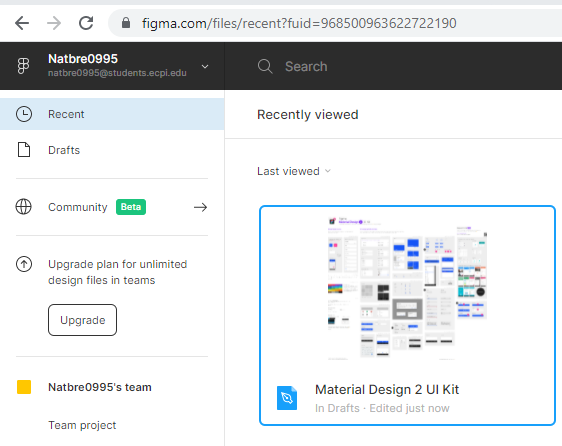 figma.com/files/recent?fuid=968500963622722190
Natbre0995
natbre0995@students.ecpi.edu
Search
Recent
Recently viewed
Drafts
Last viewed
Community Beta
Upgrade plan for unlimited
design files in teams
Upgrade
Natbre0995's team
Team project
Material Design 2 UI Kit
In Drafts · Edited just now